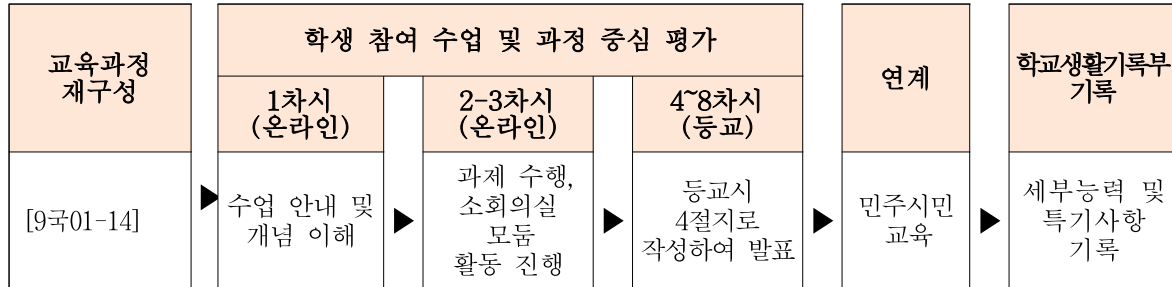 교육과정
재구성
학생 참여 수업 및 과정 중심 평가
1차시
(온라인)
2-3차시
(온라인)
4~8차시
(등교)
연계
학교생활기록부
기록
[9국01-14]
수업 안내 및
개념 이해
과제 수행,
소회의실
모둠
활동 진행
등교시
4절지로
작성하여 발표
민주시민
교육
세부능력 및
특기사항
기록